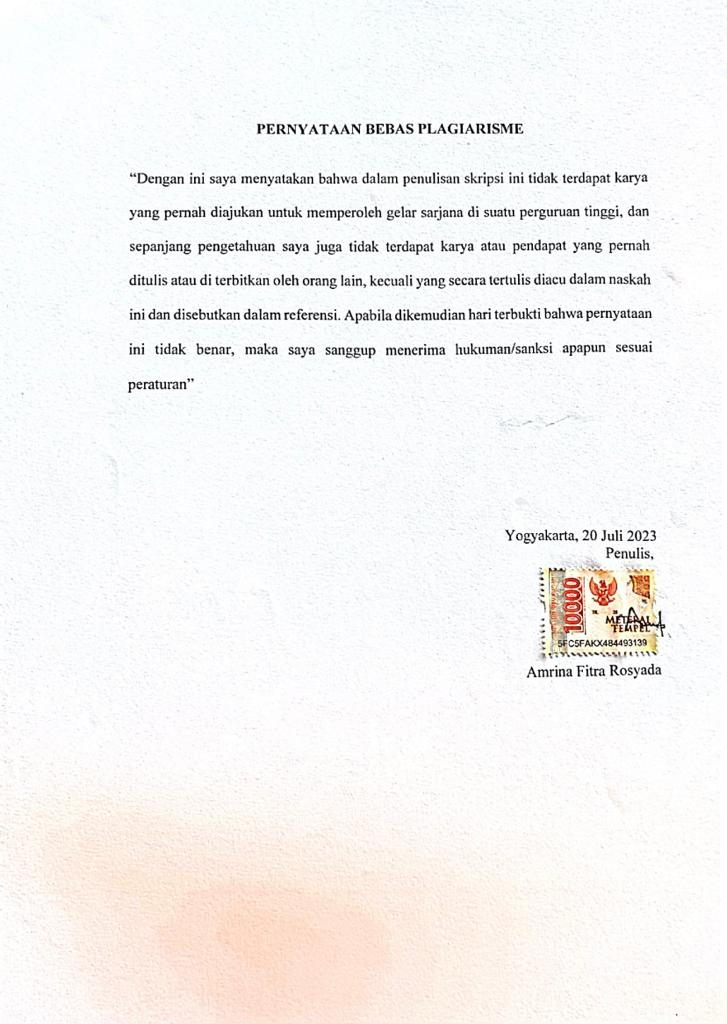 PERNYATAAN BEBAS PLAGIARISME
“Dengan ini saya menyatakan bahwa dalam penulisan skripsi ini tidak terdapat karya
yang pernah diajukan untuk memperoleh gelar sarjana di suatu perguruan tinggi, dan
sepanjang pengetahuan saya juga tidak terdapat karya atau pendapat yang pernah
ditulis atau di terbitkan oleh orang lain, kecuali yang secara tertulis diacu dalam naskah
ini dan disebutkan dalam referensi. Apabila dikemudian hari terbukti bahwa pernyataan
ini tidak benar, maka saya sanggup menerima hukuman/sanksi apapun sesuai
peraturan”
Yogyakarta, 20 Juli 2023
Penulis,
10000
METERAI
TEMPEL
5FC5FAKX484493139
Amrina Fitra Rosyada